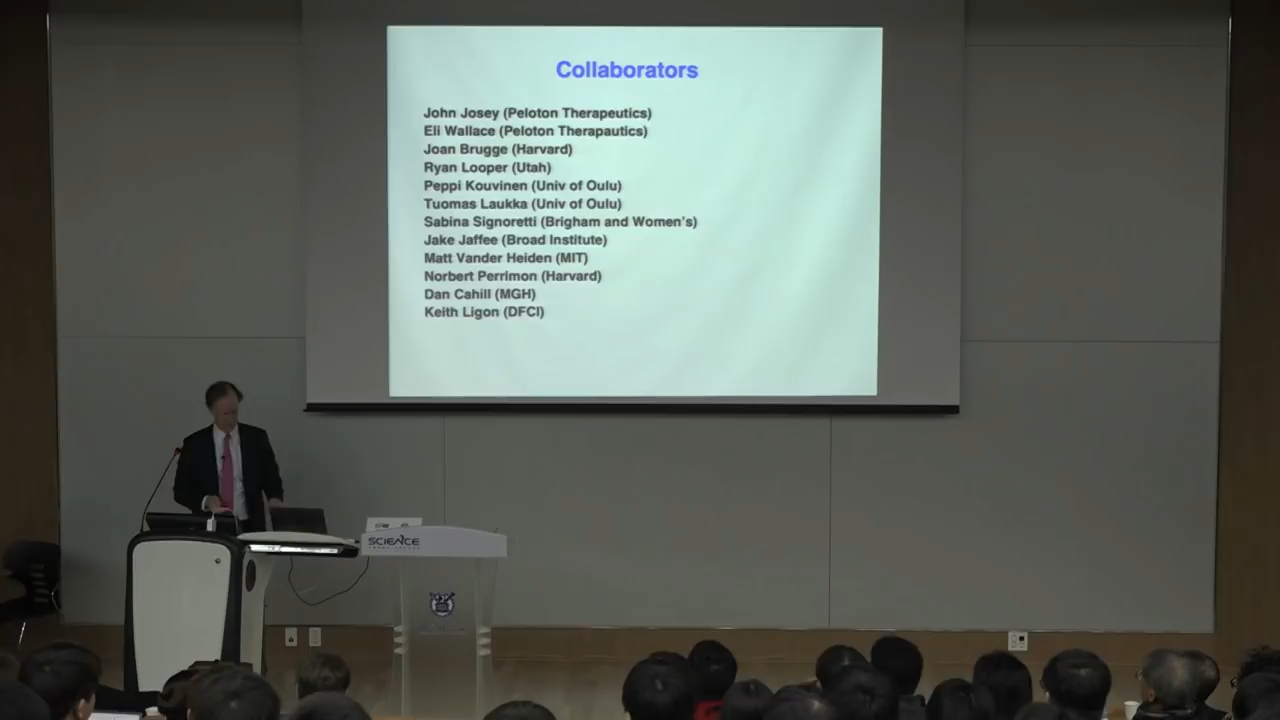 Collaborators
John Josey (Peloton Therapeutics)
Eli Wallace (Peloton Therapautics)
Joan Brugge (Harvard)
Ryan Looper (Utah)
Peppi Kouvinen (Univ of Oulu)
Tuomas Laukka (Univ of Oulu)
Sabina Signoretti (Brigham and Women's)
Jake Jaffee (Broad Institute)
Matt Vander Heiden (MIT)
Norbert Perrimon (Harvard)
Dan Cahill (MGH)
Keith Ligon (DFCI)
SCIENCE